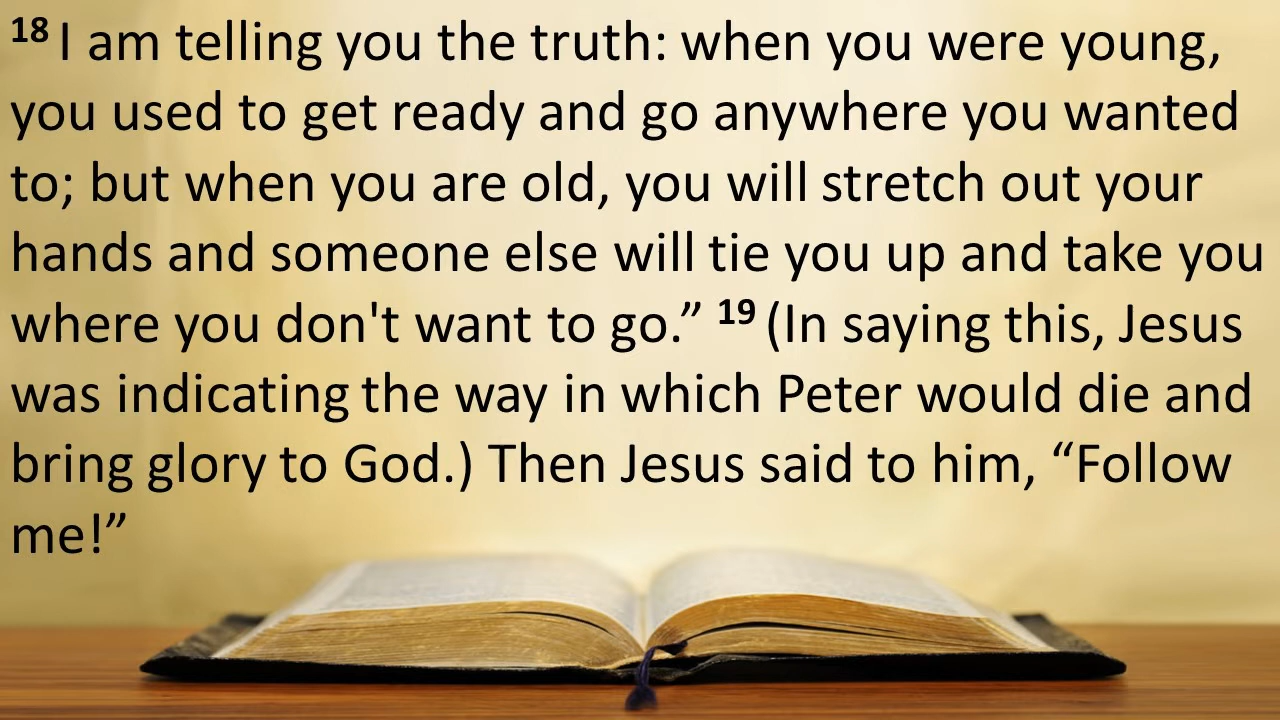 18 I am telling you the truth: when you were young,
you used to get ready and go anywhere you wanted
to; but when you are old, you will stretch out your
hands and someone else will tie you up and take you
where you don't want to go.” 19 (In saying this, Jesus
was indicating the way in which Peter would die and
bring glory to God.) Then Jesus said to him, “Follow
me!”